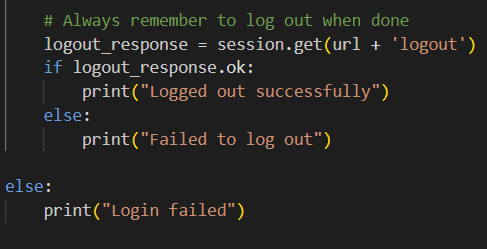 # Always remember to log out when done
logout_response = session.get(url + 'logout')
if logout_response.ok:
print("Logged out successfully")
else:
print("Failed to log out")
else:
print("Login failed")